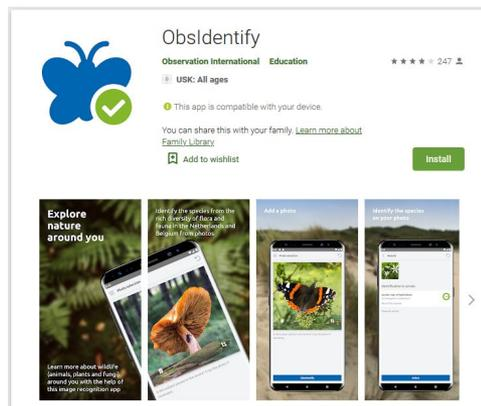 ObsIdentify
Observation International Education
247
USK: All ages
This app is compatible with your device.
You can share this with your family. Learn more about
Family Library
Add to wishlist
Install
Explore
nature
around you
Learn more about wildlife
(animals, plants and fungi)
around you with the help of
this image recognition app
Identify the species from the
rich diversity of flora and
fauna in the Netherlands and
Belgium from photos
Add a photo
Identify the species
on your photo